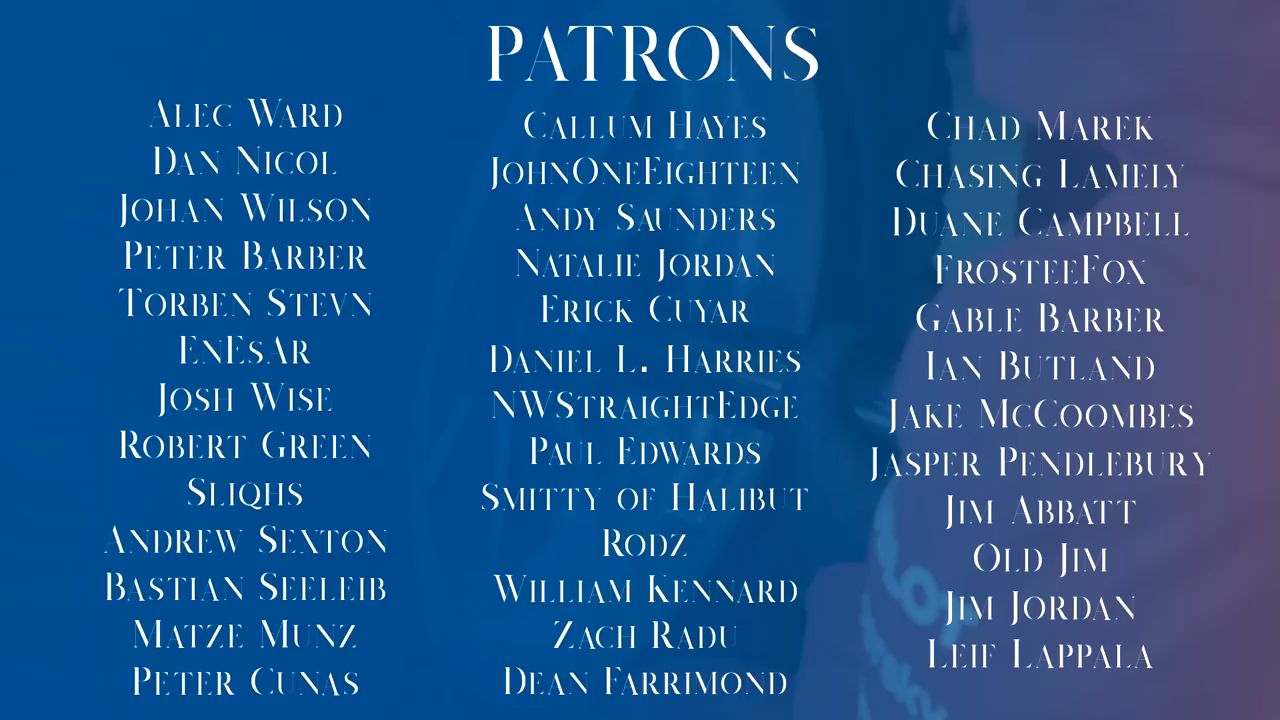 PATRONS
ALEC WARD
DAN NICOL
JOHAN WILSON
PETER BARBER
TORBEN STEVN
ENESAR
JOSH WISE
ROBERT GREEN
SLIQHS
ANDREW SEXTON
BASTIAN SEELEIB
MATZE MUNZ
PETER CUNAS
CALLUM HAYES
JOHNONEEIGHTEEN
ANDY SAUNDERS
NATALIE JORDAN
ERICK CUYAR
DANIEL L. HARRIES
NWSTRAIGHTEDGE
PAUL EDWARDS
SMITTY OF HALIBUT
RODZ
WILLIAM KENNARD
ZACH RADU
DEAN FARRIMOND
CHAD MAREK
CHASING LAMELY
DUANE CAMPBELL
FROSTEEFOX
GABLE BARBER
IAN BUTLAND
JAKE MCCOOMBES
JASPER PENDLEBURY
JIM ABBATT
OLD JIM
JIM JORDAN
LEIF LAPPALA